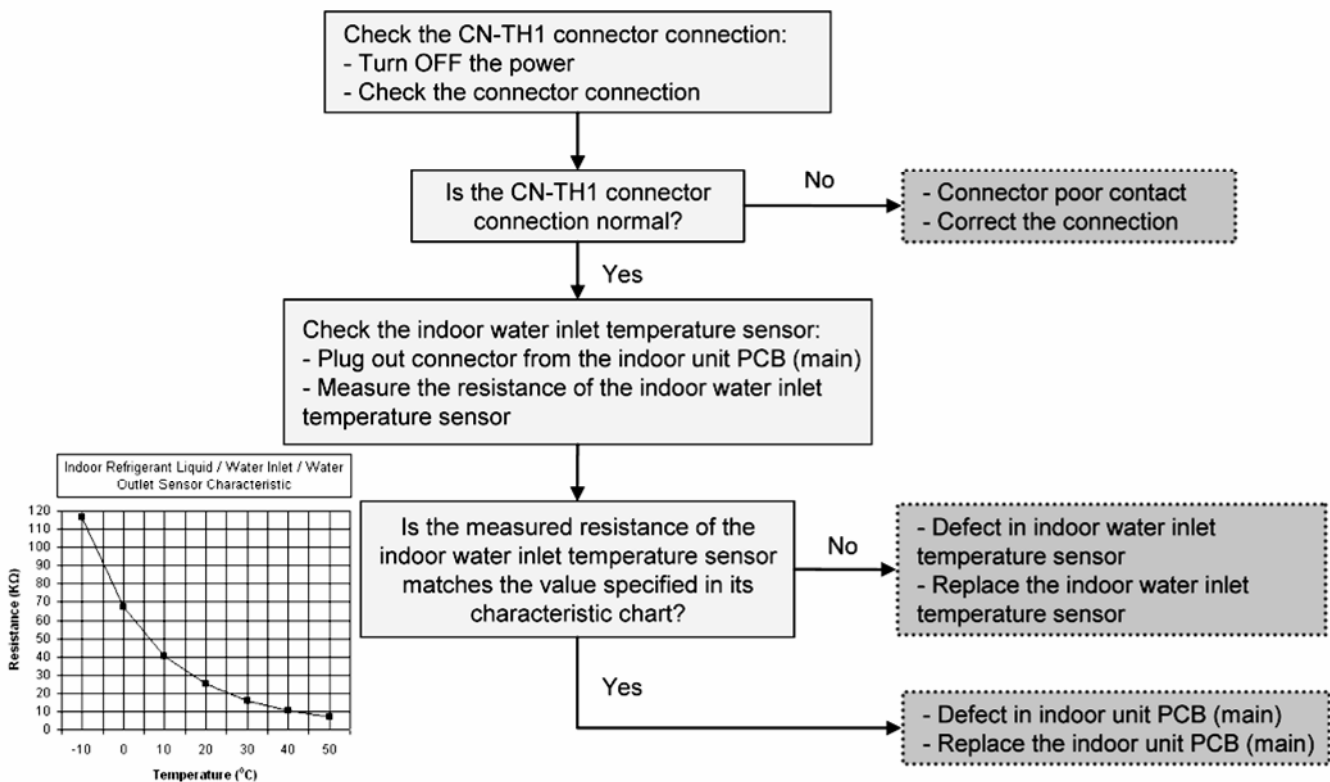 Check the CN-TH1 connector connection:
- Turn OFF the power
- Check the connector connection
Is the CN-TH1 connector
connection normal?
No
- Connector poor contact
- Correct the connection
Yes
Check the indoor water inlet temperature sensor:
- Plug out connector from the indoor unit PCB (main)
- Measure the resistance of the indoor water inlet
temperature sensor
Indoor Refrigerant Liquid / Water Inlet / Water
Outlet Sensor Characteristic
120
110
100
90
80
70
60
50
40
30
20
10
0
Resistance (KΩ)
-10 0 10 20 30 40 50
Temperature (⁰C)
Is the measured resistance of the
indoor water inlet temperature sensor
matches the value specified in its
characteristic chart?
No
- Defect in indoor water inlet
temperature sensor
- Replace the indoor water inlet
temperature sensor
Yes
- Defect in indoor unit PCB (main)
- Replace the indoor unit PCB (main)